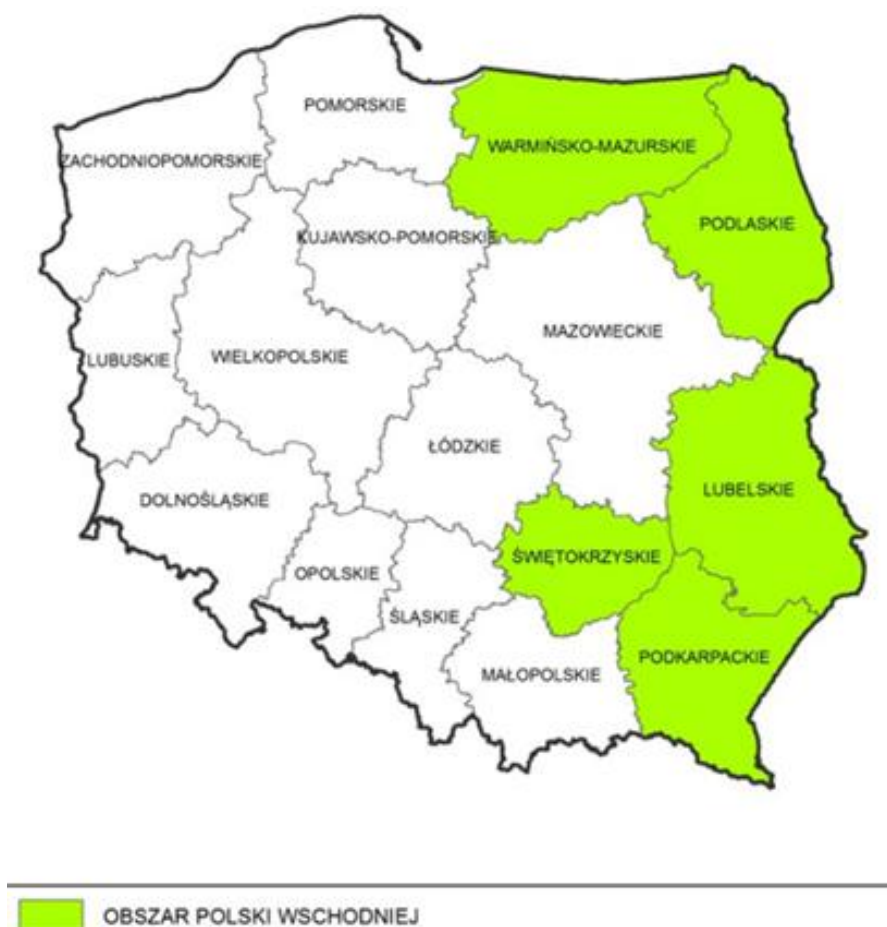 POMORSKIE
WARMIŃSKO-MAZURSKIE
ZACHODNIOPOMORSKIE
PODLASKIE
KUJAWSKO-POMORSKIE
MAZOWIECKIE
LUBUSKIE
WIELKOPOLSKIE
ŁÓDZKIE
LUBELSKIE
DOLNOŚLĄSKIE
ŚWIĘTOKRZYSKIE
OPOLSKIE
ŚLĄSKIE
PODKARPACKIE
MAŁOPOLSKIE
OBSZAR POLSKI WSCHODNIEJ